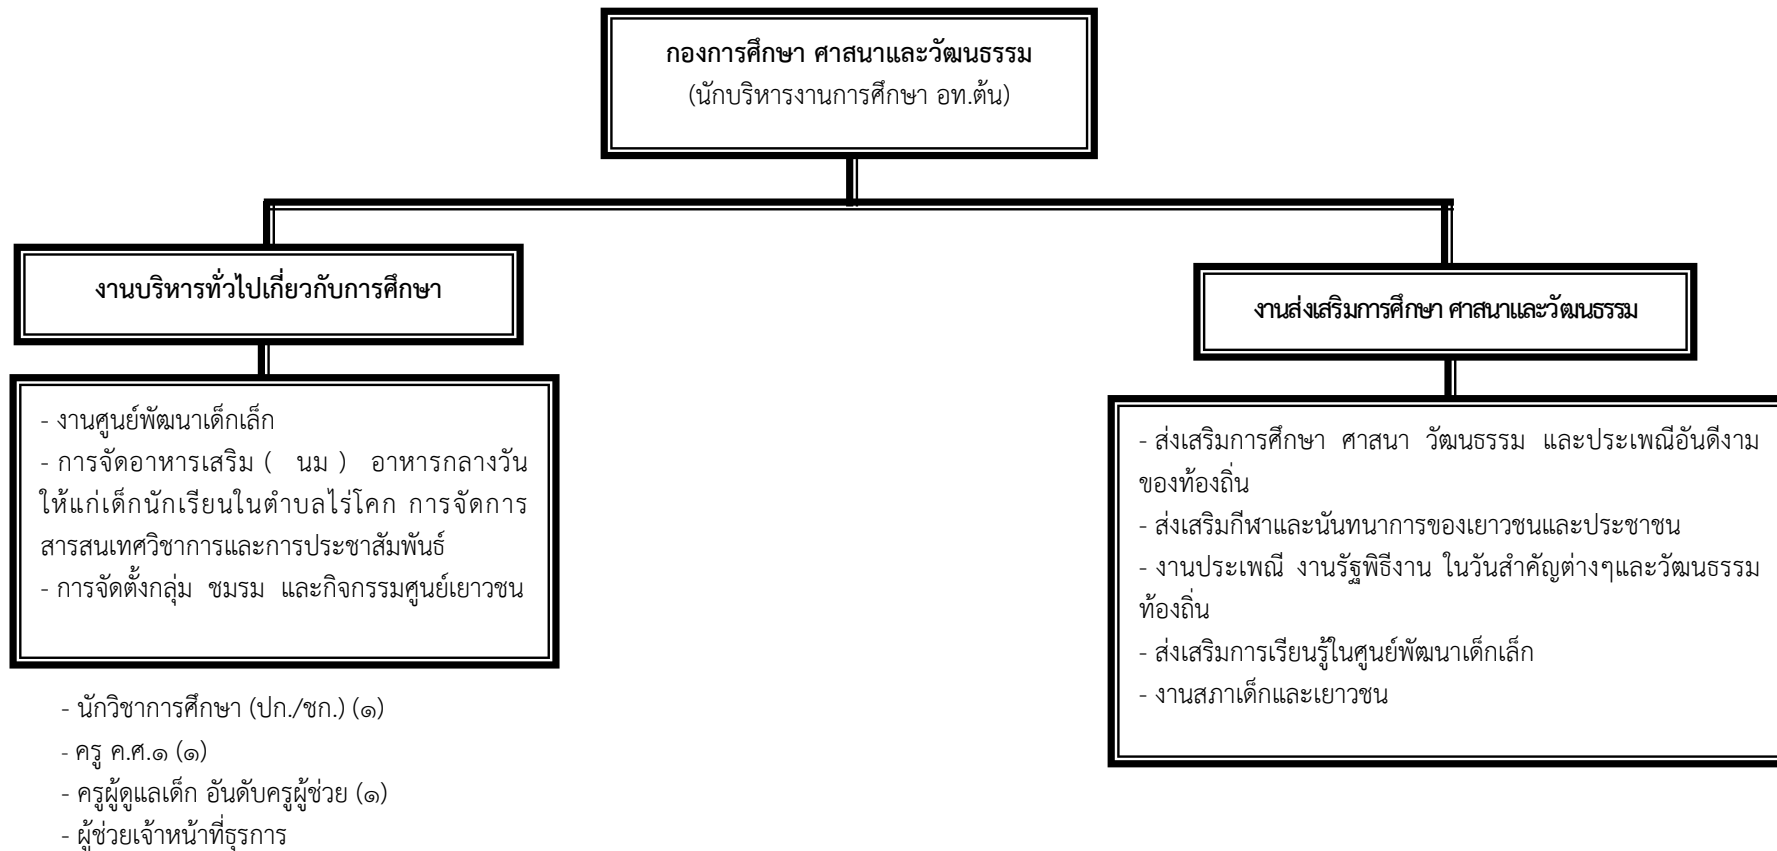 กองการศึกษา ศาสนาและวัฒนธรรม
(นักบริหารงานการศึกษา อท.ต้น)
งานบริหารทั่วไปเกี่ยวกับการศึกษา
- งานศูนย์พัฒนาเด็กเล็ก
- การจัดอาหารเสริม ( นม ) อาหารกลางวัน
ให้แก่เด็กนักเรียนในตำบลไร่โคก การจัดการ
สารสนเทศวิชาการและการประชาสัมพันธ์
- การจัดตั้งกลุ่ม ชมรม และกิจกรรมศูนย์เยาวชน
- นักวิชาการศึกษา (ปก./ชก.) (๑)
- ครู ค.ศ.๑ (๑)
- ครูผู้ดูแลเด็ก อันดับครูผู้ช่วย (๑)
- ผู้ช่วยเจ้าหน้าที่ธุรการ
งานส่งเสริมการศึกษา ศาสนาและวัฒนธรรม
- ส่งเสริมการศึกษา ศาสนา วัฒนธรรม และประเพณีอันดีงาม
ของท้องถิ่น
- ส่งเสริมกีฬาและนันทนาการของเยาวชนและประชาชน
- งานประเพณี งานรัฐพิธีงาน ในวันสำคัญต่างๆและวัฒนธรรม
ท้องถิ่น
- ส่งเสริมการเรียนรู้ในศูนย์พัฒนาเด็กเล็ก
- งานสภาเด็กและเยาวชน